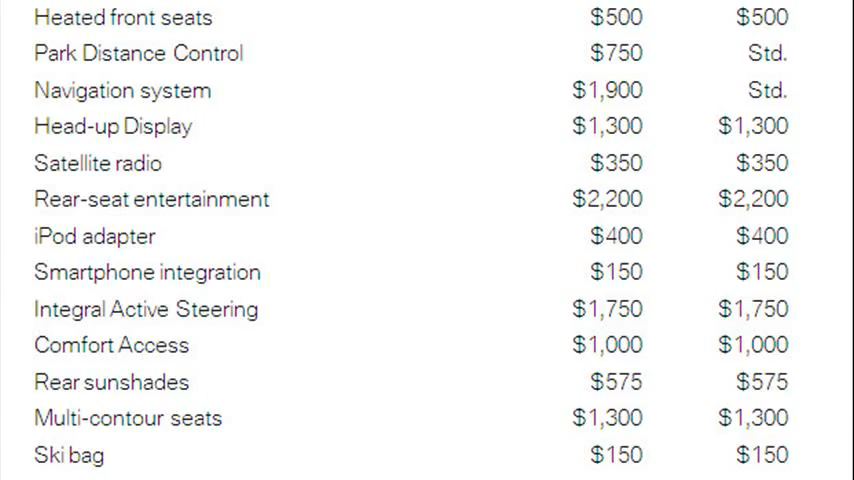 Heated front seats $500 $500
Park Distance Control $750 Std.
Navigation system $1,900 Std.
Head-up Display $1,300 $1,300
Satellite radio $350 $350
Rear-seat entertainment $2,200 $2,200
iPod adapter $400 $400
Smartphone integration $150 $150
Integral Active Steering $1,750 $1,750
Comfort Access $1,000 $1,000
Rear sunshades $575 $575
Multi-contour seats $1,300 $1,300
Ski bag $150 $150